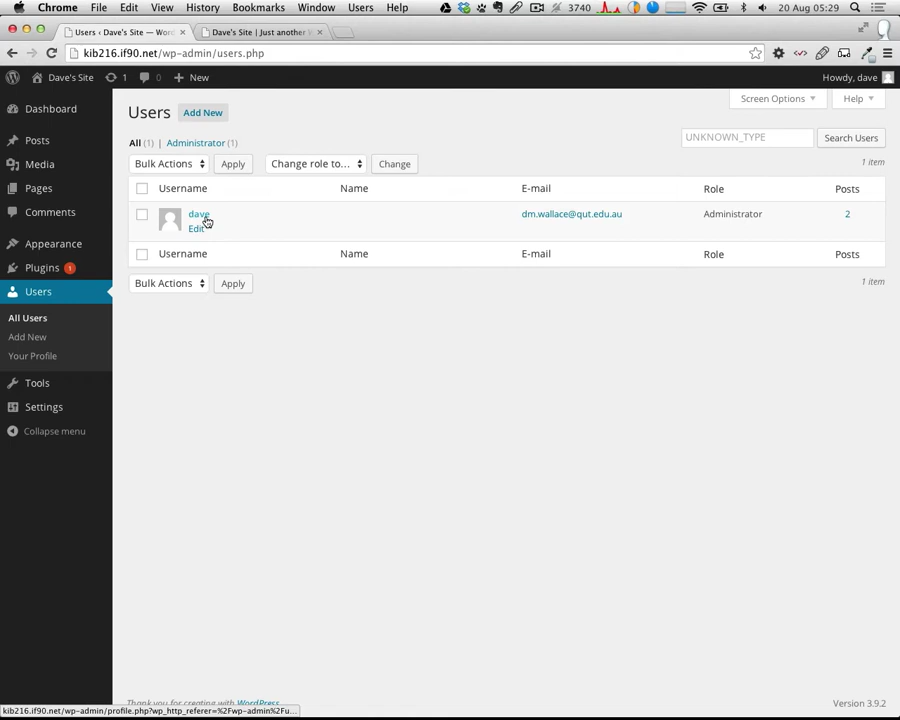 Chrome File Edit View History Bookmarks Window Users Help 3740 20 Aug 05:29
Users ‹ Dave's Site — Wor
Dave's Site | Just another W
kib216.if90.net/wp-admin/users.php
Dave's Site 1 0 New Howdy, dave
Dashboard
Posts
Media
Pages
Comments
Appearance
Plugins 1
Users
All Users
Add New
Your Profile
Tools
Settings
Collapse menu
Screen Options Help
Users Add New
All (1) | Administrator (1)
UNKNOWN_TYPE Search Users
Bulk Actions Apply Change role to... Change 1 item
Username Name E-mail Role Posts
dave dm.wallace@qut.edu.au Administrator 2
Edit
Username Name E-mail Role Posts
Bulk Actions Apply 1 item
Thank you for creating with WordPress
Version 3.9.2
kib216.if90.net/wp-admin/profile.php?wp_http_referer=%2Fwp-admin%2Fu...